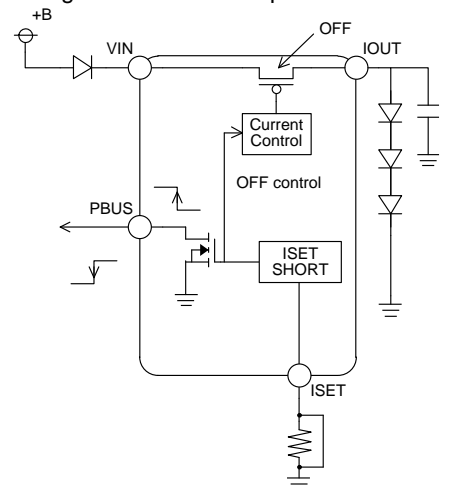 +B
VIN
OFF
IOUT
Current
Control
OFF control
PBUS
ISET
SHORT
ISET